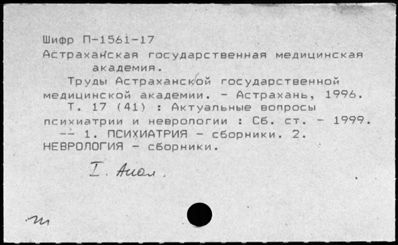 Шифр П-1561-17
Астраханская государственная медицинская
академия.
Труды Астраханской государственной
медицинской академии. - Астрахань, 1996.
Т. 17 (41) : Актуальные вопросы
психиатрии и неврологии : Сб. ст. - 1999.
-- 1. ПСИХИАТРИЯ - сборники. 2.
НЕВРОЛОГИЯ - сборники.
I.